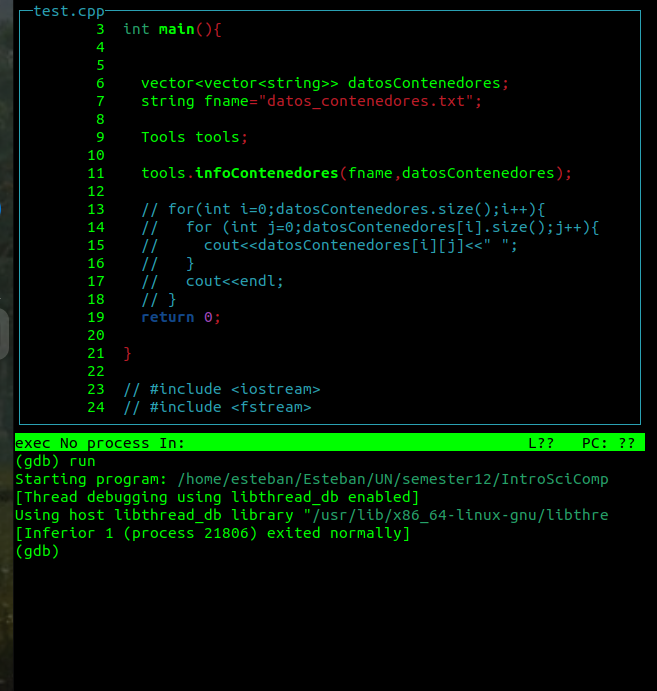 test.cpp
3 int main(){
4
5
6 vector<vector<string>> datosContenedores;
7 string fname="datos_contenedores.txt";
8
9 Tools tools;
10
11 tools.infoContenedores(fname,datosContenedores);
12
13 // for(int i=0;datosContenedores.size();i++){
14 //   for (int j=0;datosContenedores[i].size();j++){
15 //     cout<<datosContenedores[i][j]<<" ";
16 //   }
17 //   cout<<endl;
18 // }
19 return 0;
20
21 }
22
23 // #include <iostream>
24 // #include <fstream>
exec No process In: L?? PC: ??
(gdb) run
Starting program: /home/esteban/Esteban/UN/semester12/IntroSciComp
[Thread debugging using libthread_db enabled]
Using host libthread_db library "/usr/lib/x86_64-linux-gnu/libthre
[Inferior 1 (process 21806) exited normally]
(gdb)